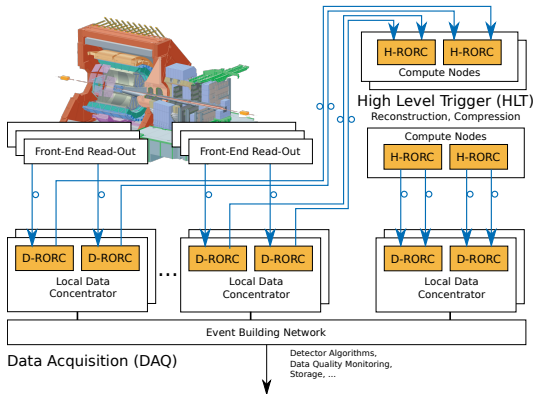 H-RORC H-RORC
Compute Nodes
High Level Trigger (HLT)
Reconstruction, Compression
Compute Nodes
H-RORC H-RORC
Front-End Read-Out
Front-End Read-Out
D-RORC D-RORC
Local Data
Concentrator
...
D-RORC D-RORC
Local Data
Concentrator
D-RORC D-RORC
Local Data
Concentrator
Event Building Network
Data Acquisition (DAQ)
Detector Algorithms,
Data Quality Monitoring,
Storage, ...